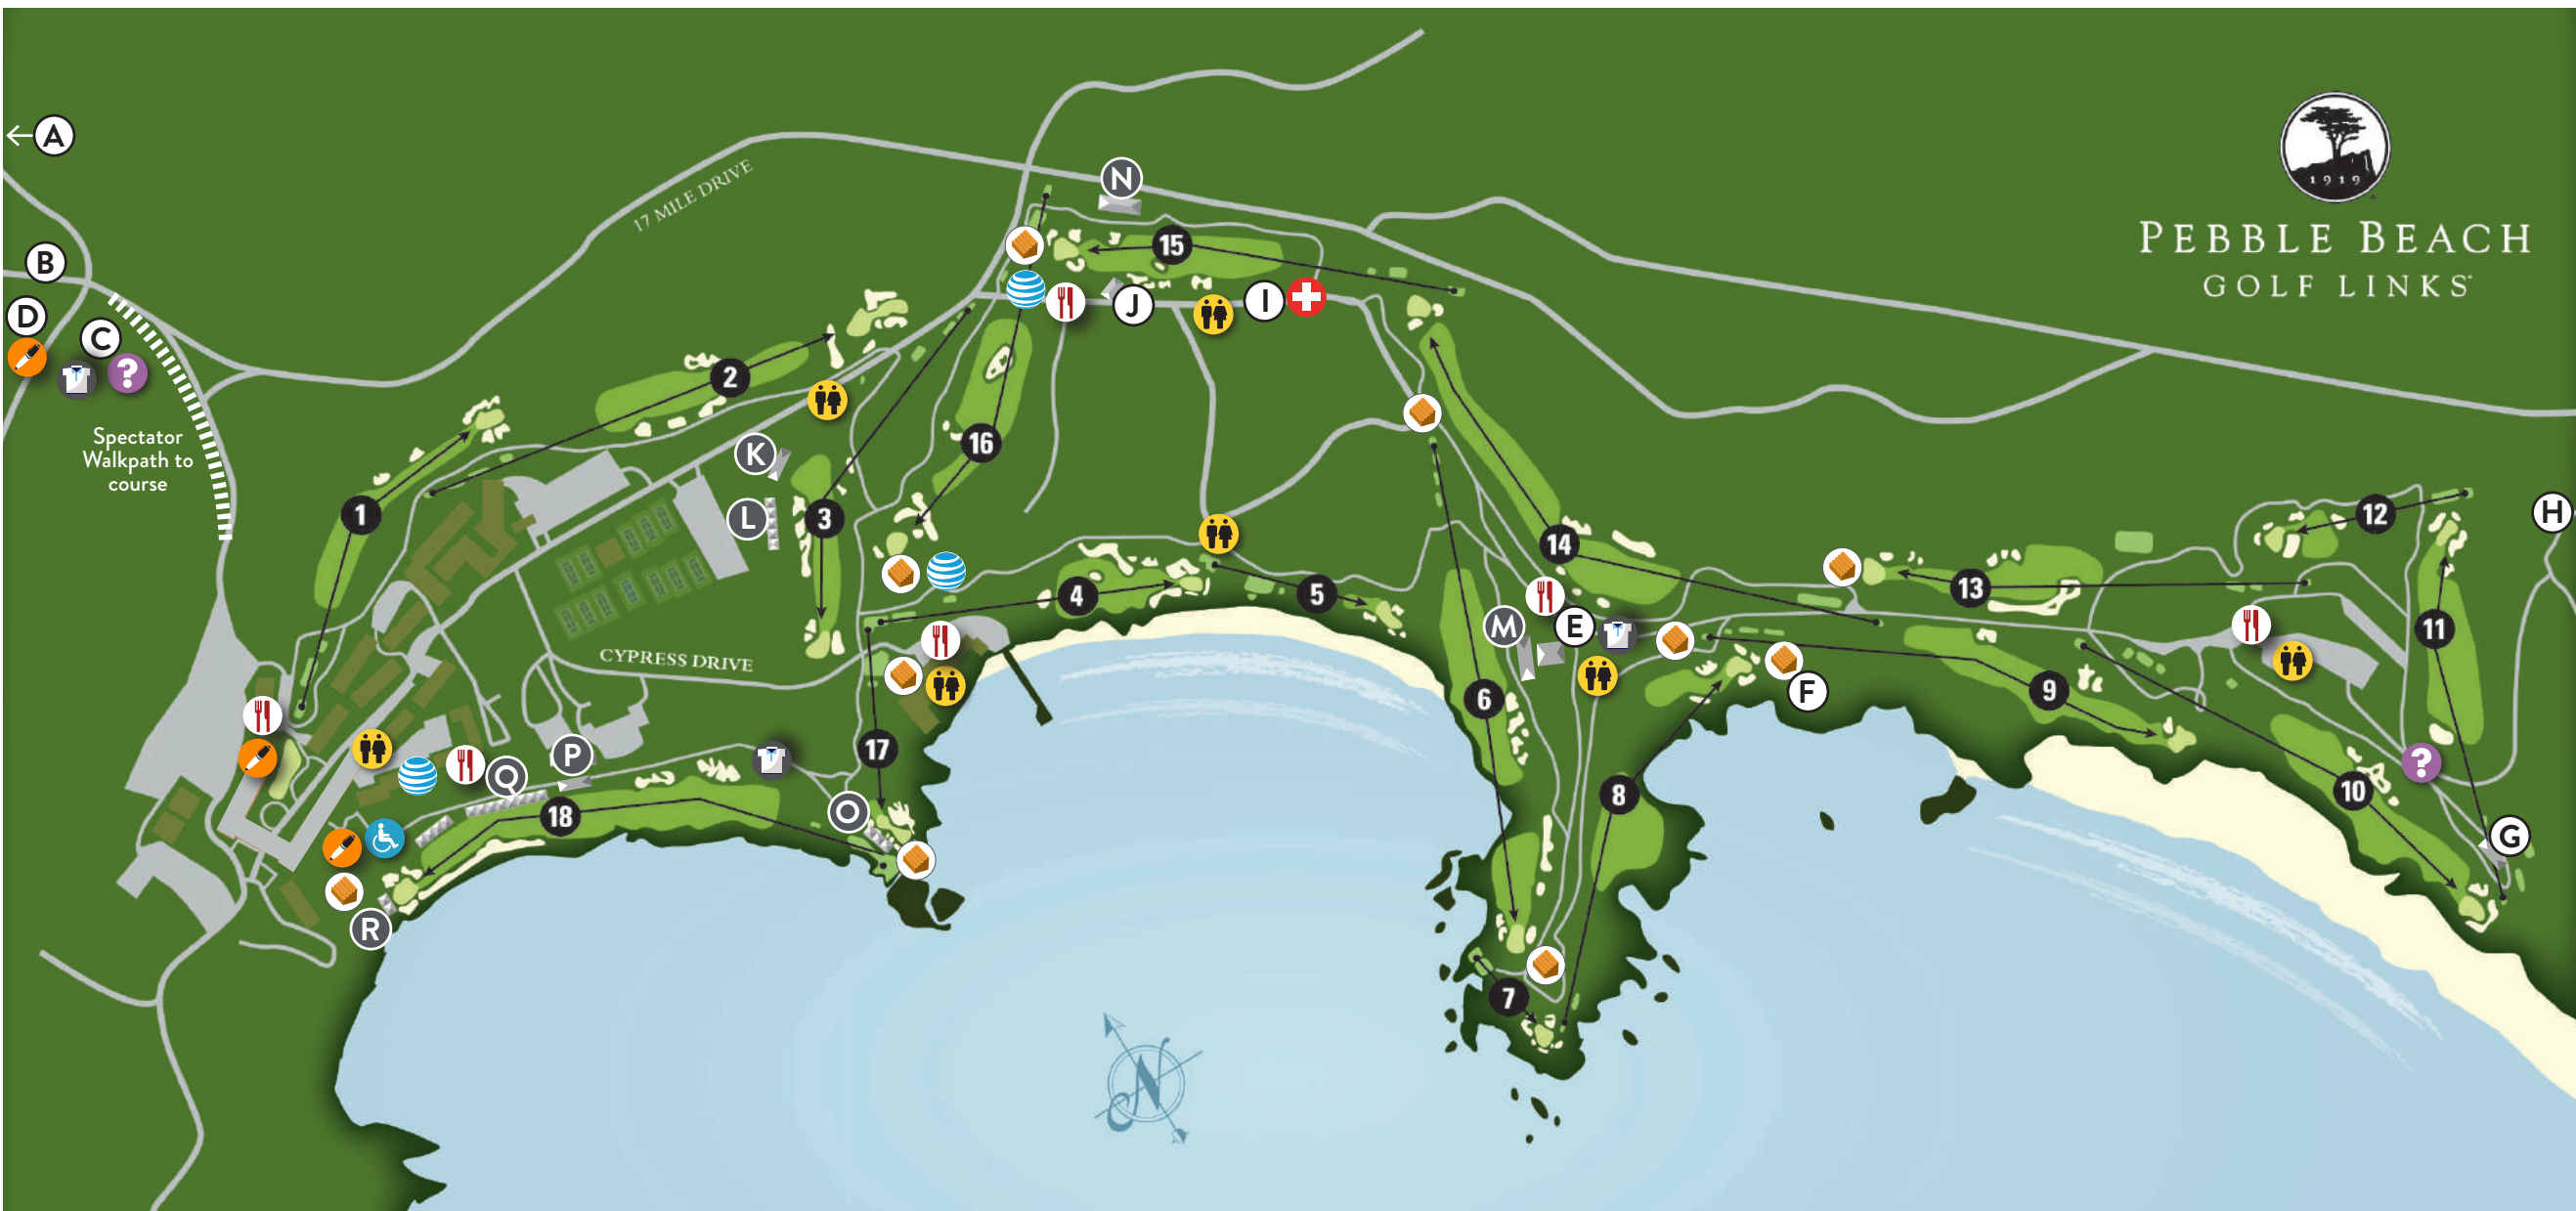 A
B
D
C
?
Spectator
Walkpath to
course
17 MILE DRIVE
N
15
J
I
1919
PEBBLE BEACH
GOLF LINKS
2
1
K
L
3
16
4
5
14
13
12
H
11
M
E
6
F
9
10
?
G
8
7
CYPRESS DRIVE
17
O
P
Q
18
R
N